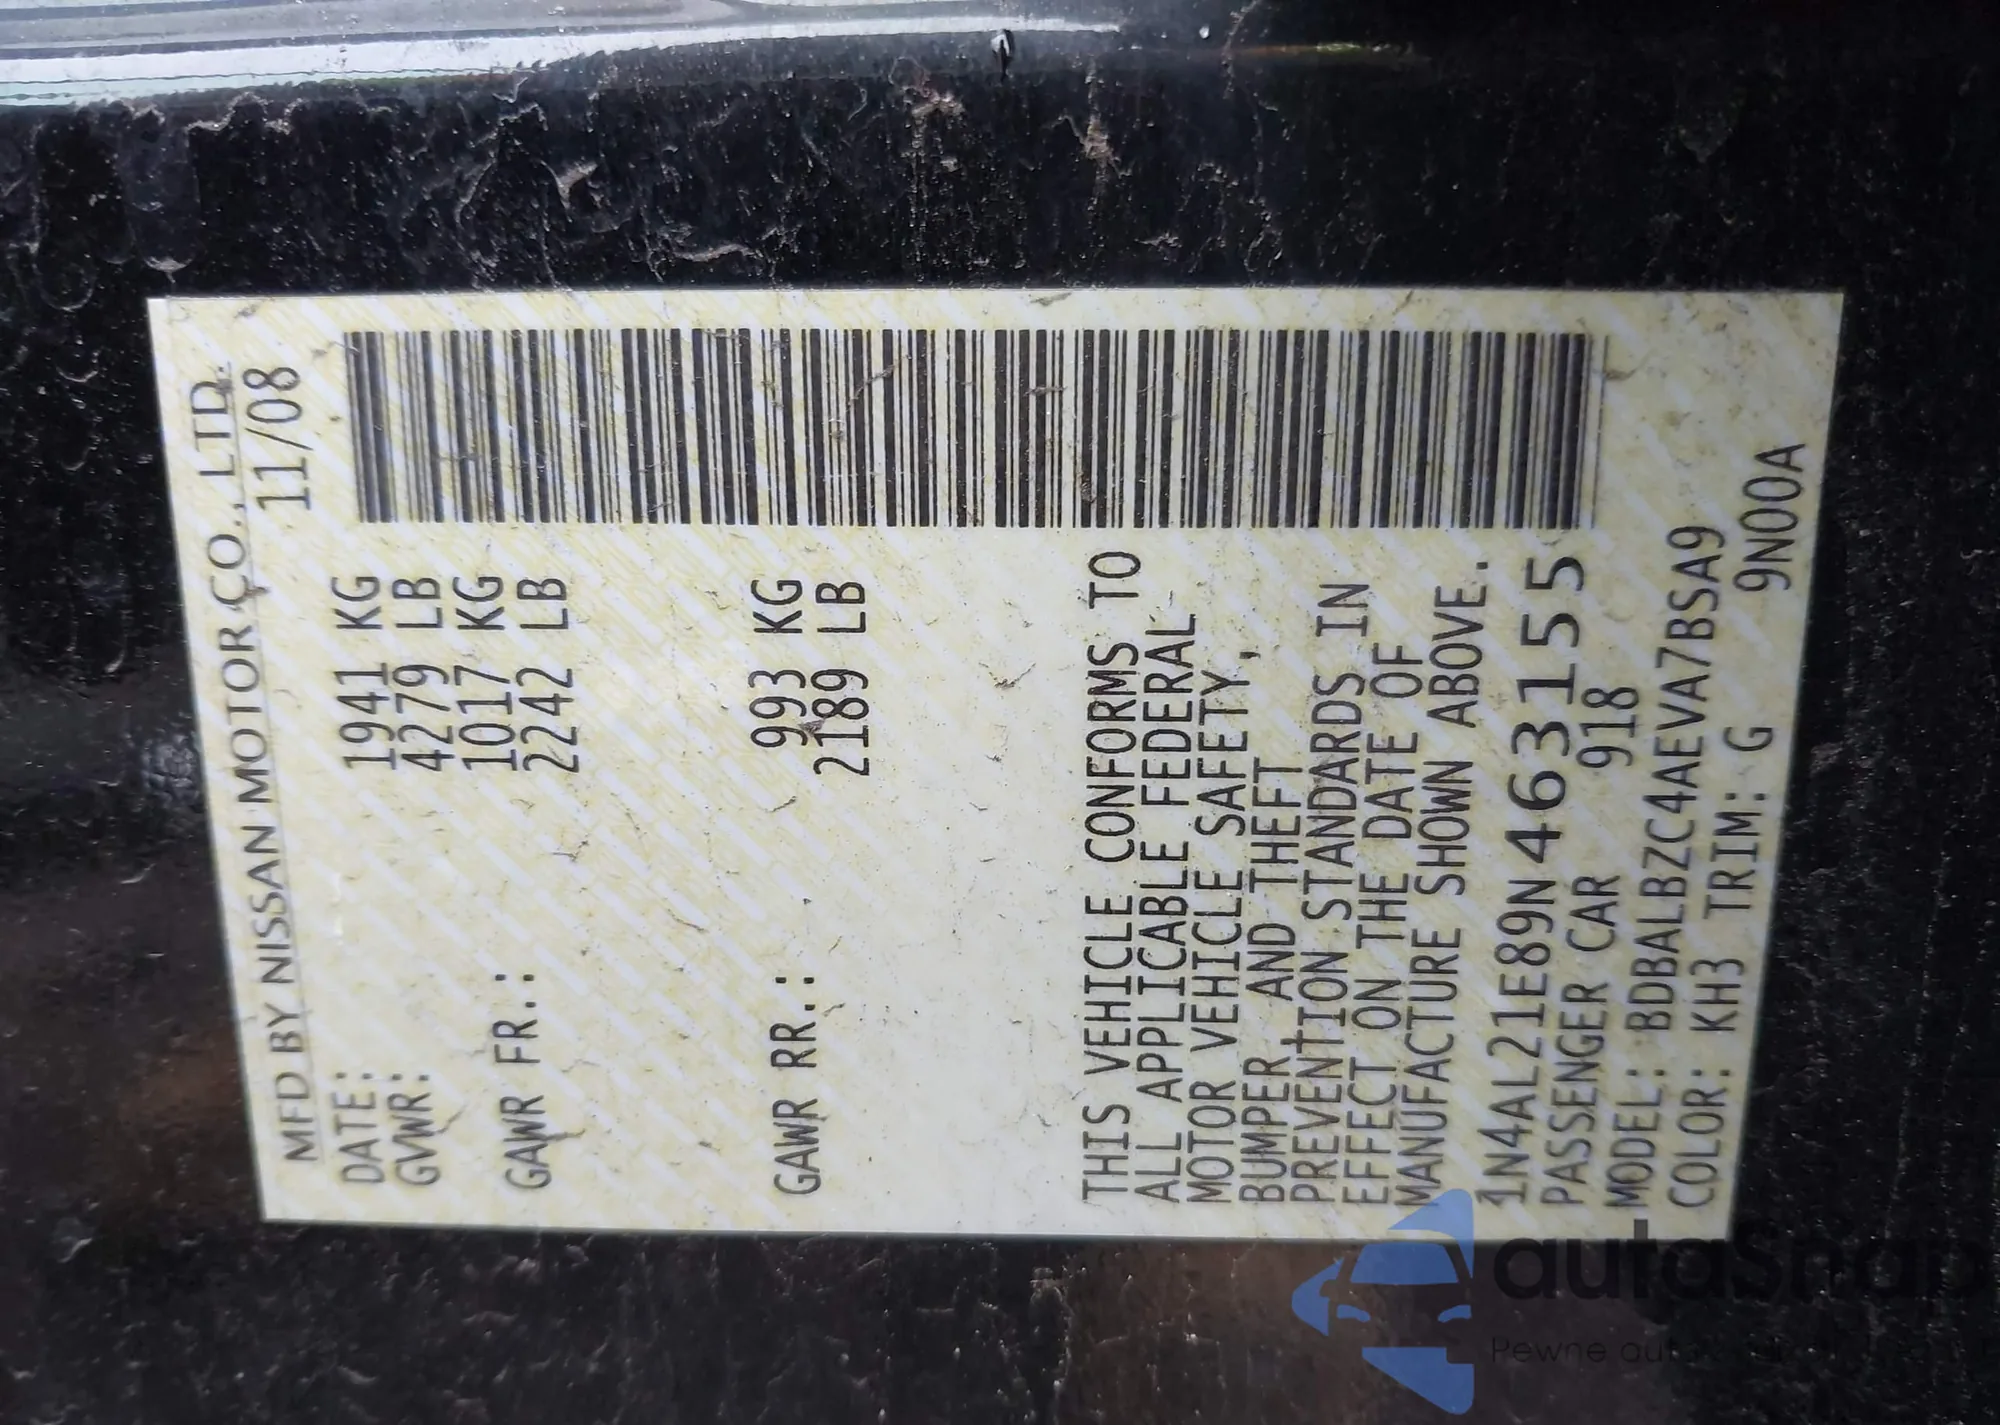 MFD BY NISSAN MOTOR CO., LTD.
11/08
DATE: 1941 KG
GVWR: 4279 LB
1017 KG
GAWR FR.: 2242 LB
993 KG
GAWR RR.: 2189 LB
THIS VEHICLE CONFORMS TO
ALL APPLICABLE FEDERAL
MOTOR VEHICLE SAFETY,
BUMPER, AND THEFT
PREVENTION STANDARDS IN
EFFECT ON THE DATE OF
MANUFACTURE SHOWN ABOVE.
1N4AL21E89N463155
PASSENGER CAR 918
MODEL: BDBALBZC4AEVA7BSA9
COLOR: KH3 TRIM: G 9N00A
autaSnap
Pewne auta